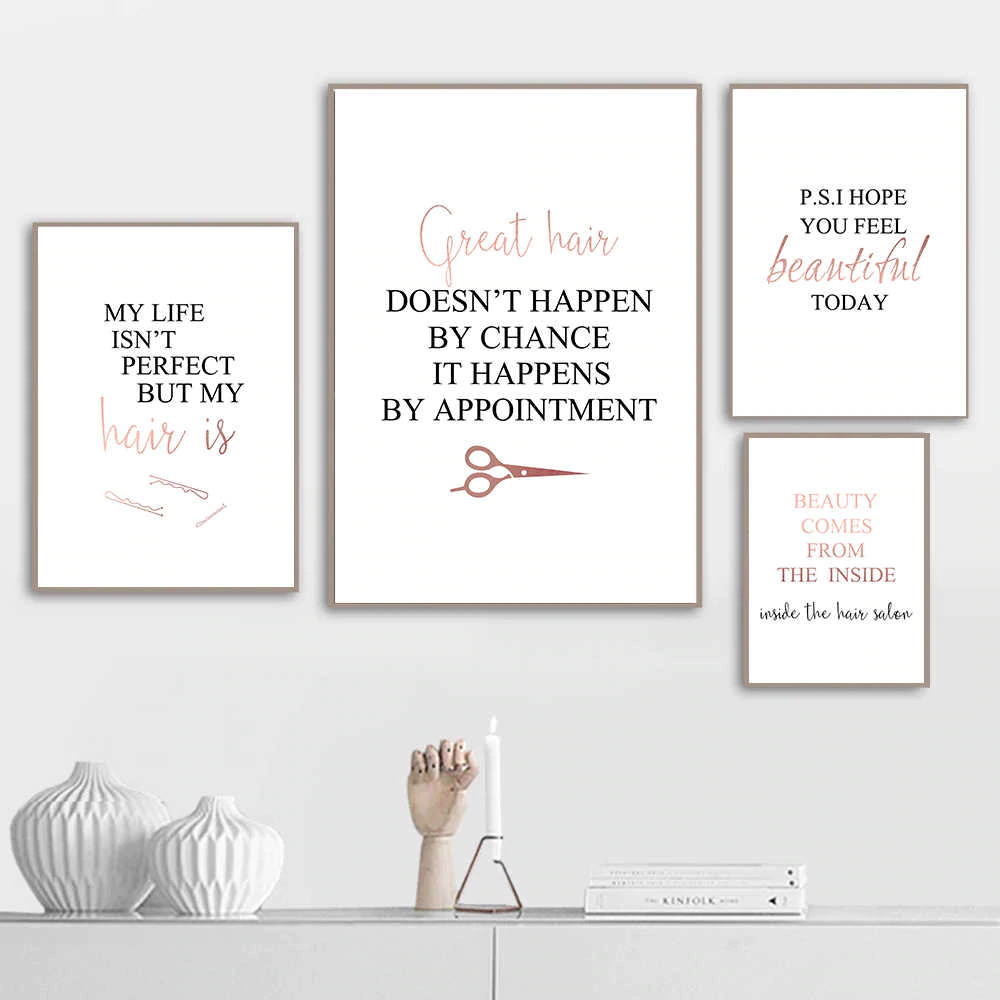 MY LIFE
ISN'T
PERFECT
BUT MY
hair is
Great hair
DOESN'T HAPPEN
BY CHANCE
IT HAPPENS
BY APPOINTMENT
P.S.I HOPE
YOU FEEL
beautiful
TODAY
BEAUTY
COMES
FROM
THE INSIDE
inside the hair salon
THE KINFOLK HOME